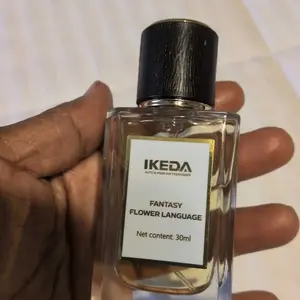 IKEDA
FANTASY
FLOWER LANGUAGE
Net content. 30ml